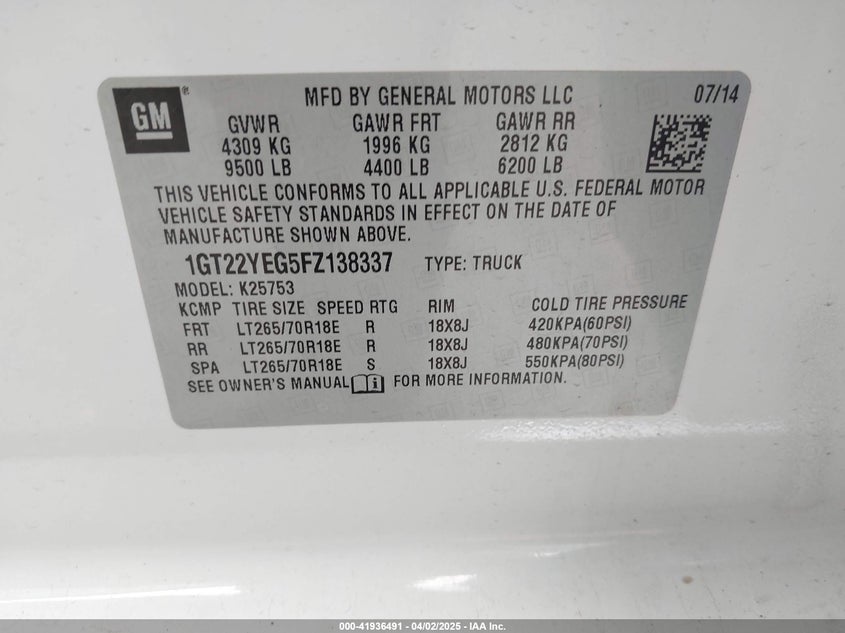 GM ®
MFD BY GENERAL MOTORS LLC 07/14
GVWR GAWR FRT GAWR RR
4309 KG 1996 KG 2812 KG
9500 LB 4400 LB 6200 LB
THIS VEHICLE CONFORMS TO ALL APPLICABLE U.S. FEDERAL MOTOR
VEHICLE SAFETY STANDARDS IN EFFECT ON THE DATE OF
MANUFACTURE SHOWN ABOVE.
1GT22YEG5FZ138337 TYPE: TRUCK
MODEL: K25753
KCMP TIRE SIZE SPEED RTG RIM COLD TIRE PRESSURE
FRT LT265/70R18E R 18X8J 420KPA(60PSI)
RR LT265/70R18E R 18X8J 480KPA(70PSI)
SPA LT265/70R18E S 18X8J 550KPA(80PSI)
SEE OWNER'S MANUAL i FOR MORE INFORMATION.
000-41936491 - 04/02/2025 - IAA Inc.